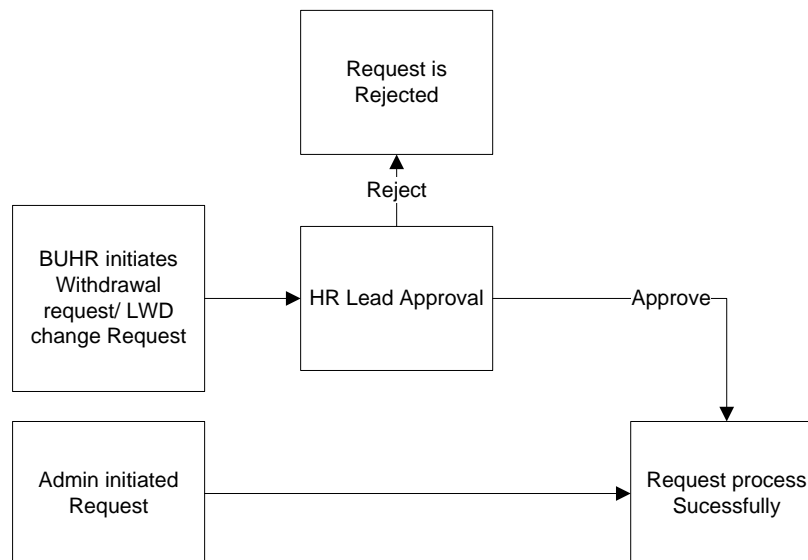 Request is
Rejected
Reject
BUHR initiates
Withdrawal
request/ LWD
change Request
HR Lead Approval
Approve
Admin initiated
Request
Request process
Sucessfully